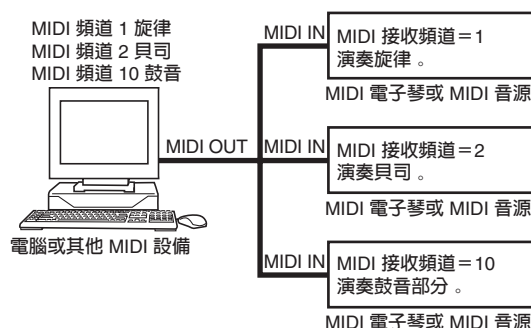 MIDI 頻道 1 旋律
MIDI 頻道 2 貝司
MIDI 頻道 10 鼓音
電腦或其他 MIDI 設備
MIDI OUT
MIDI IN
MIDI 接收頻道＝1
演奏旋律。
MIDI 電子琴或 MIDI 音源
MIDI IN
MIDI 接收頻道＝2
演奏貝司。
MIDI 電子琴或 MIDI 音源
MIDI IN
MIDI 接收頻道＝10
演奏鼓音部分。
MIDI 電子琴或 MIDI 音源